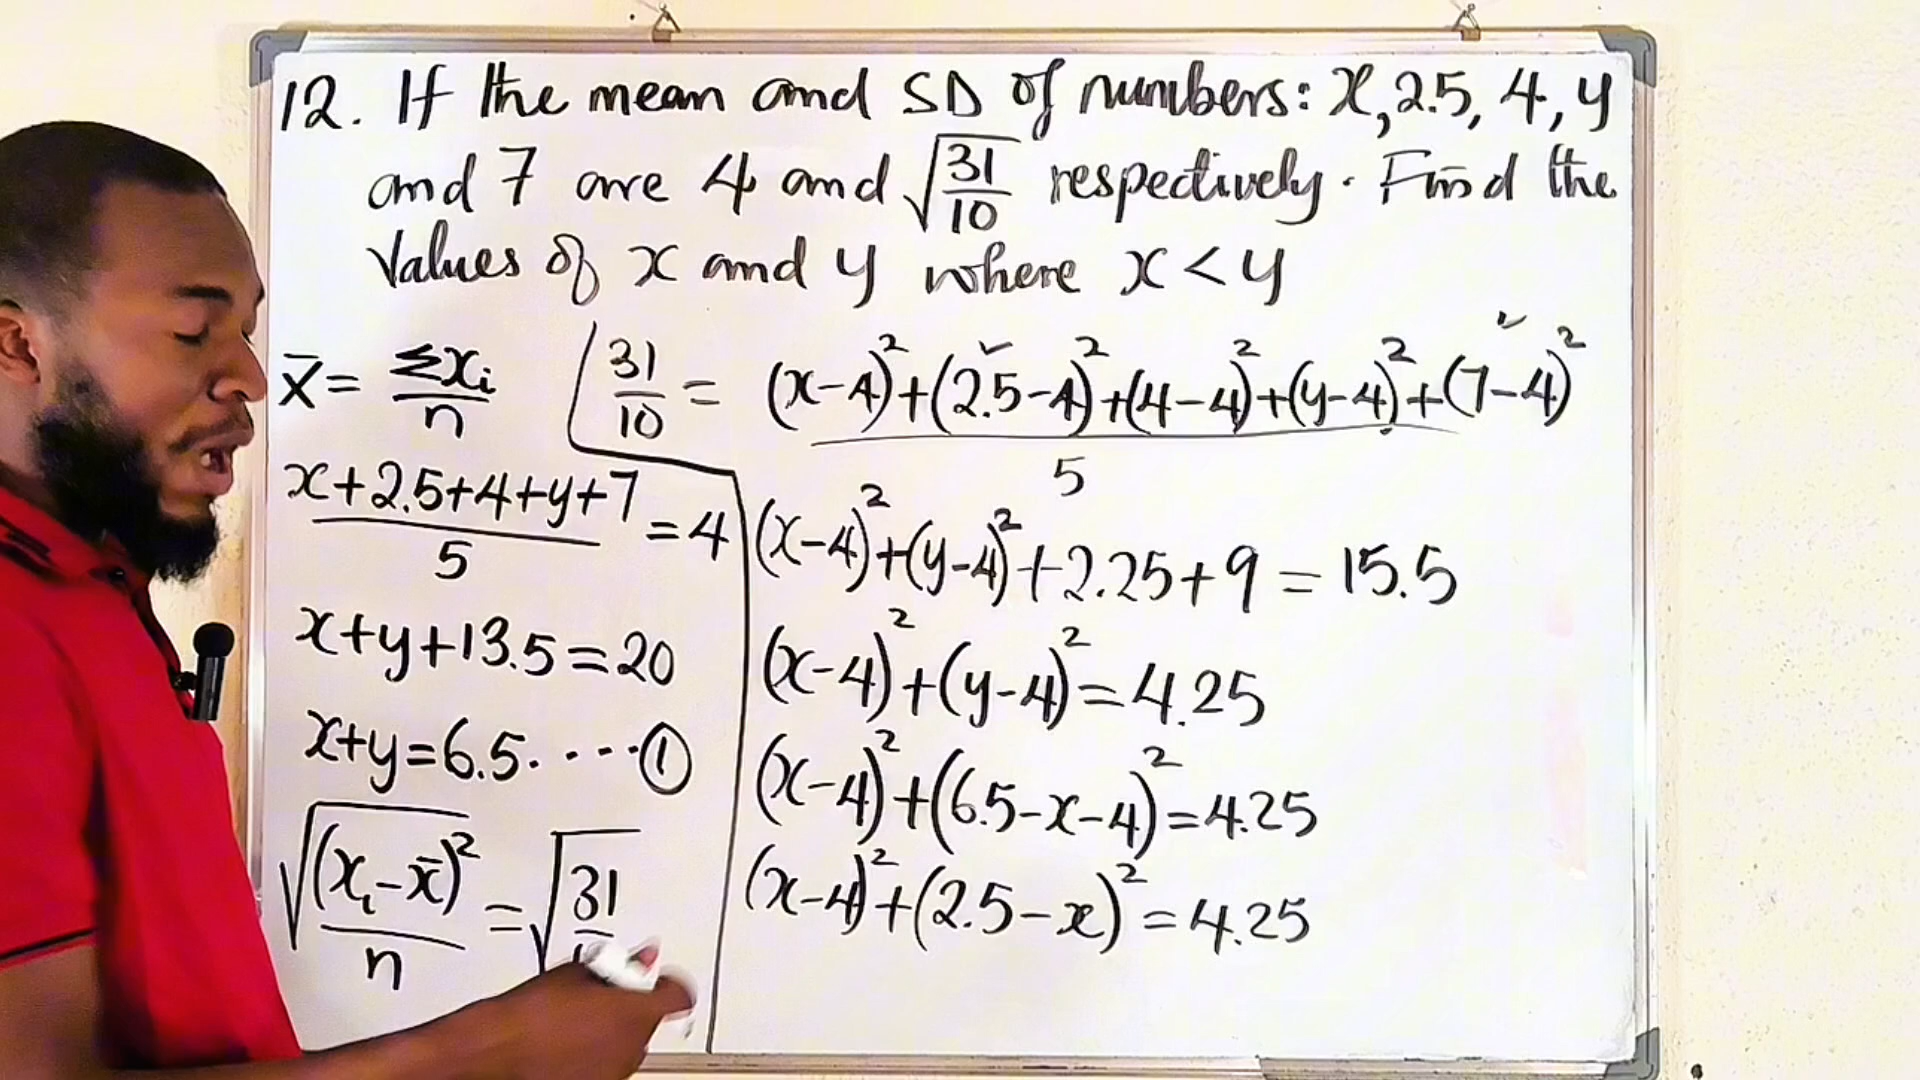 12. If the mean and SD of numbers: x, 2.5, 4, y
and 7 are 4 and √(31/10) respectively. Find the
values of x and y where x < y
x̄ = Σxᵢ/n
(x+2.5+4+y+7)/5 = 4
x+y+13.5=20
x+y=6.5.···①
√((xᵢ-x̄)²/n) = √(31/
31/10 = ((x-4)²+(2.5-4)²+(4-4)²+(y-4)²+(7-4)²)/5
(x-4)²+(y-4)²+2.25+9 = 15.5
(x-4)²+(y-4)²=4.25
(x-4)²+(6.5-x-4)²=4.25
(x-4)²+(2.5-x)²=4.25